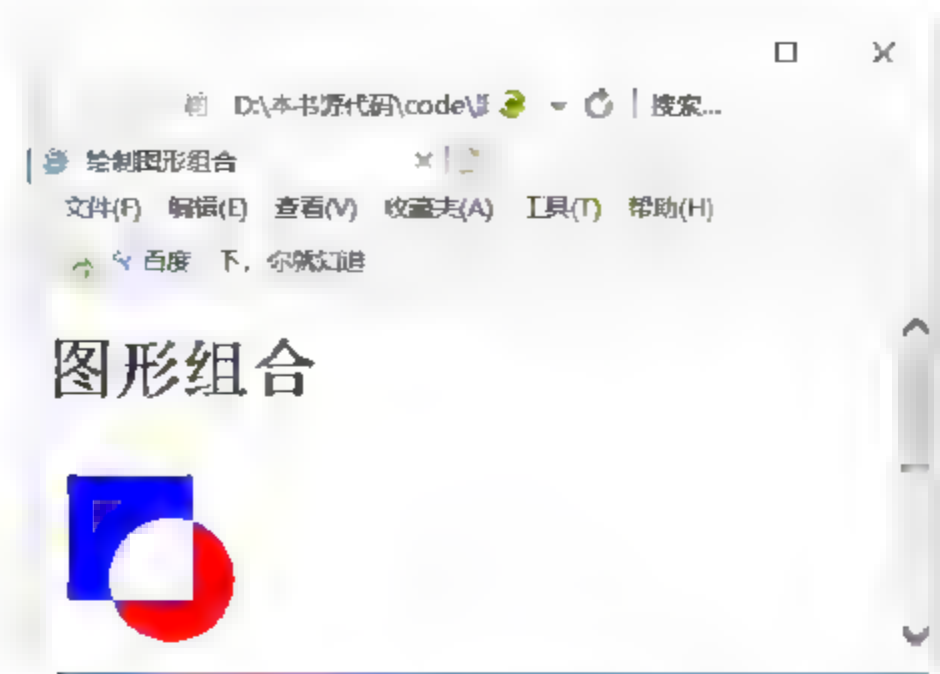 D:\本书源代码\code\ 搜索...
绘制图形组合
文件(F) 编辑(E) 查看(V) 收藏夹(A) 工具(T) 帮助(H)
百度 下，你就知道
图形组合